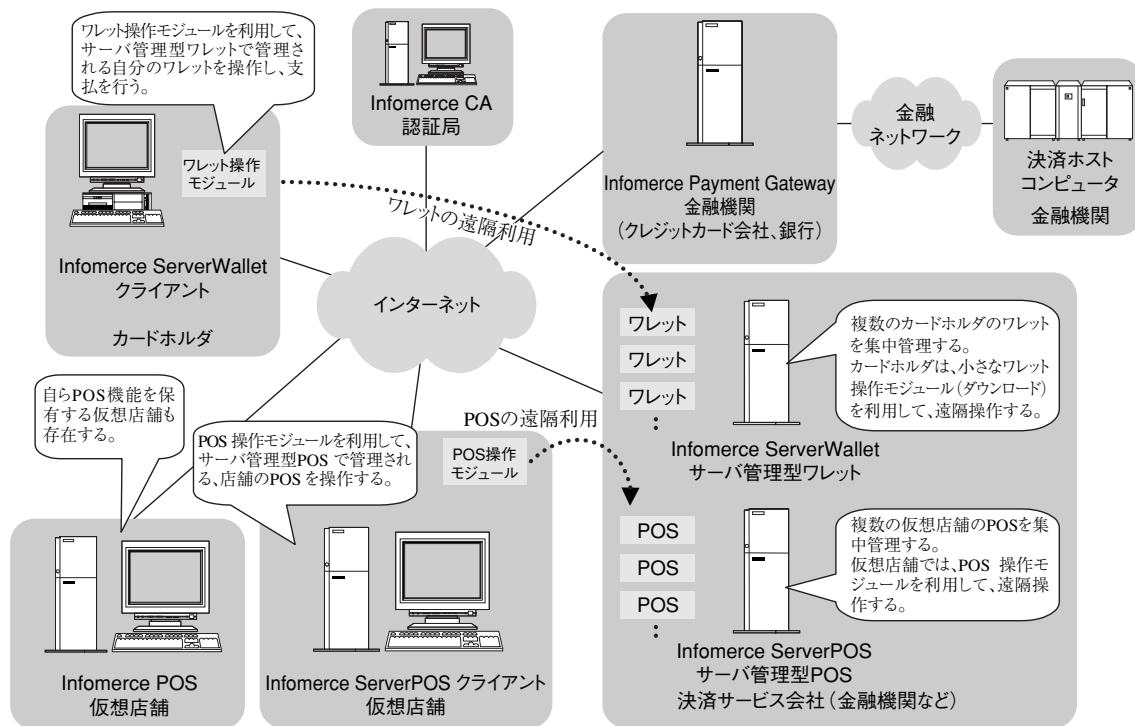 ワレット操作モジュールを利用して、
サーバ管理型ワレットで管理さ
れる自分のワレットを操作し、支
払を行う。
ワレット操作
モジュール
Infomerce ServerWallet
クライアント
カードホルダ
Infomerce CA
認証局
Infomerce Payment Gateway
金融機関
（クレジットカード会社、銀行）
金融
ネットワーク
決済ホスト
コンピュータ
金融機関
ワレットの遠隔利用
インターネット
ワレット
ワレット
ワレット
：
複数のカードホルダのワレット
を集中管理する。
カードホルダは、小さなワレット
操作モジュール（ダウンロード）
を利用して、遠隔操作する。
Infomerce ServerWallet
サーバ管理型ワレット
自らPOS機能を保
有する仮想店舗も
存在する。
POS 操作モジュールを利用して、
サーバ管理型POS で管理され
る、店舗のPOS を操作する。
POSの遠隔利用
POS操作
モジュール
POS
POS
POS
：
複数の仮想店舗のPOSを集
中管理する。
仮想店舗では、POS 操作モ
ジュールを利用して、遠隔操
作する。
Infomerce POS
仮想店舗
Infomerce ServerPOS クライアント
仮想店舗
Infomerce ServerPOS
サーバ管理型POS
決済サービス会社（金融機関など）